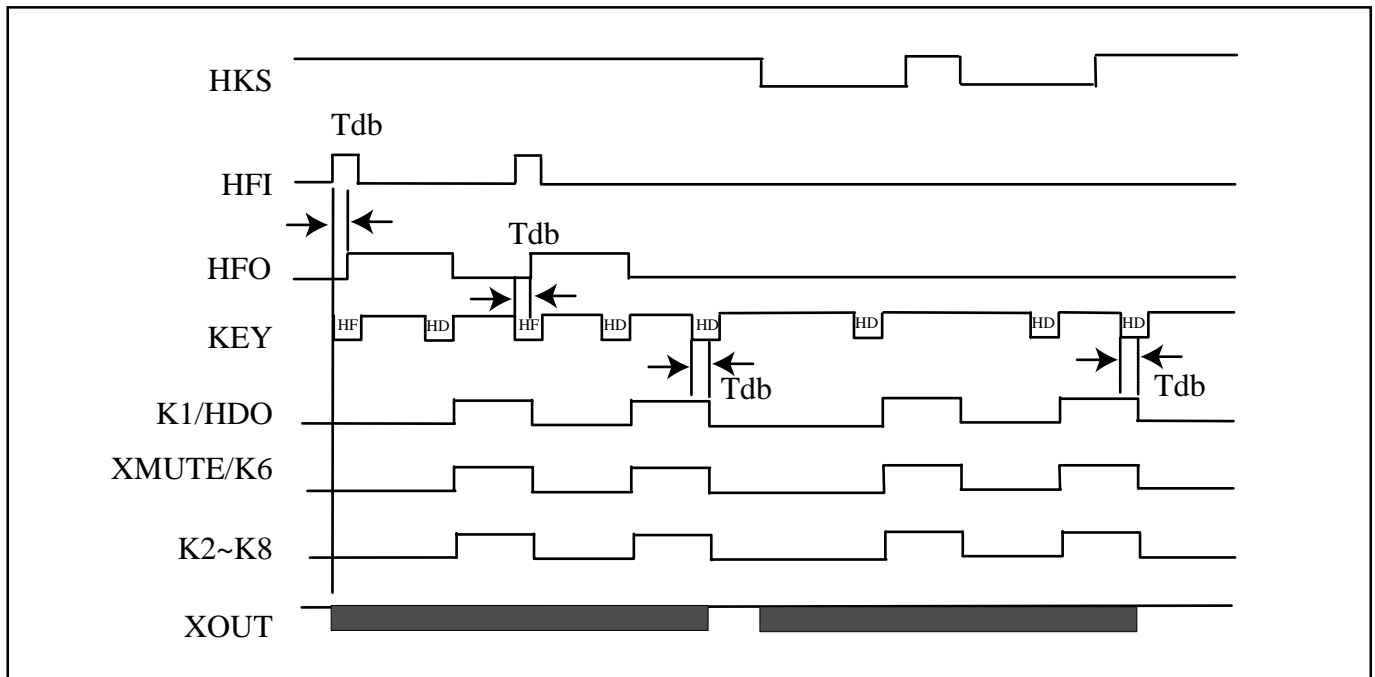 HKS
Tdb
HFI
Tdb
HFO
HF HD HF HD HD HD HD HD
KEY
Tdb Tdb
K1/HDO
XMUTE/K6
K2~K8
XOUT